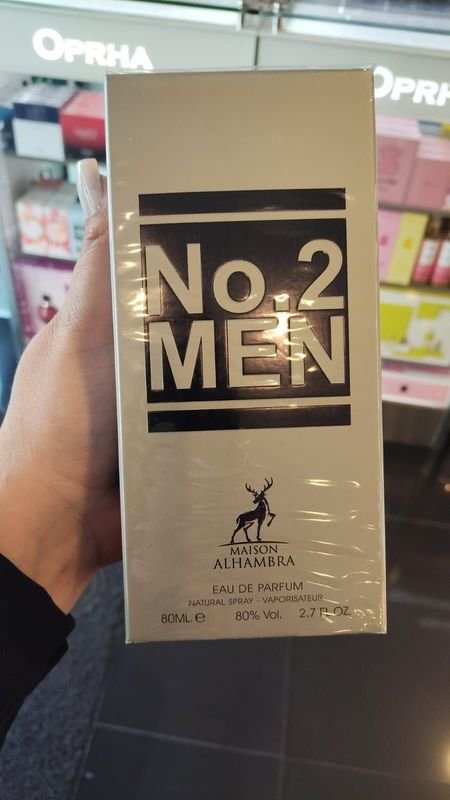 OPRHA
OPRH
No.2
MEN
MAISON
ALHAMBRA
EAU DE PARFUM
NATURAL SPRAY - VAPORISATEUR
80ML.e 80% Vol. 2.7 FL OZ.